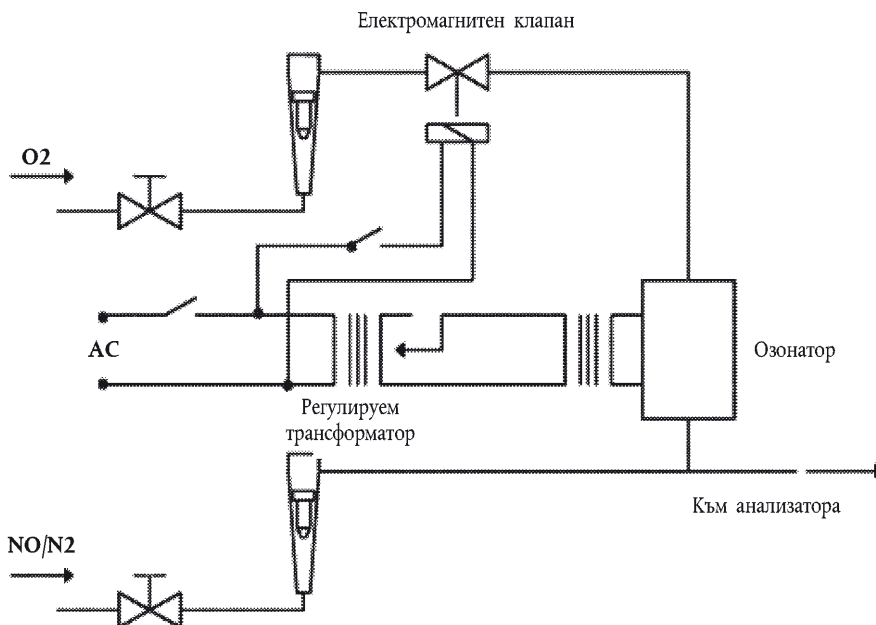 Електромагнитен клапан
O2
AC
Озонатор
Регулируем
трансформатор
Към анализатора
NO/N2